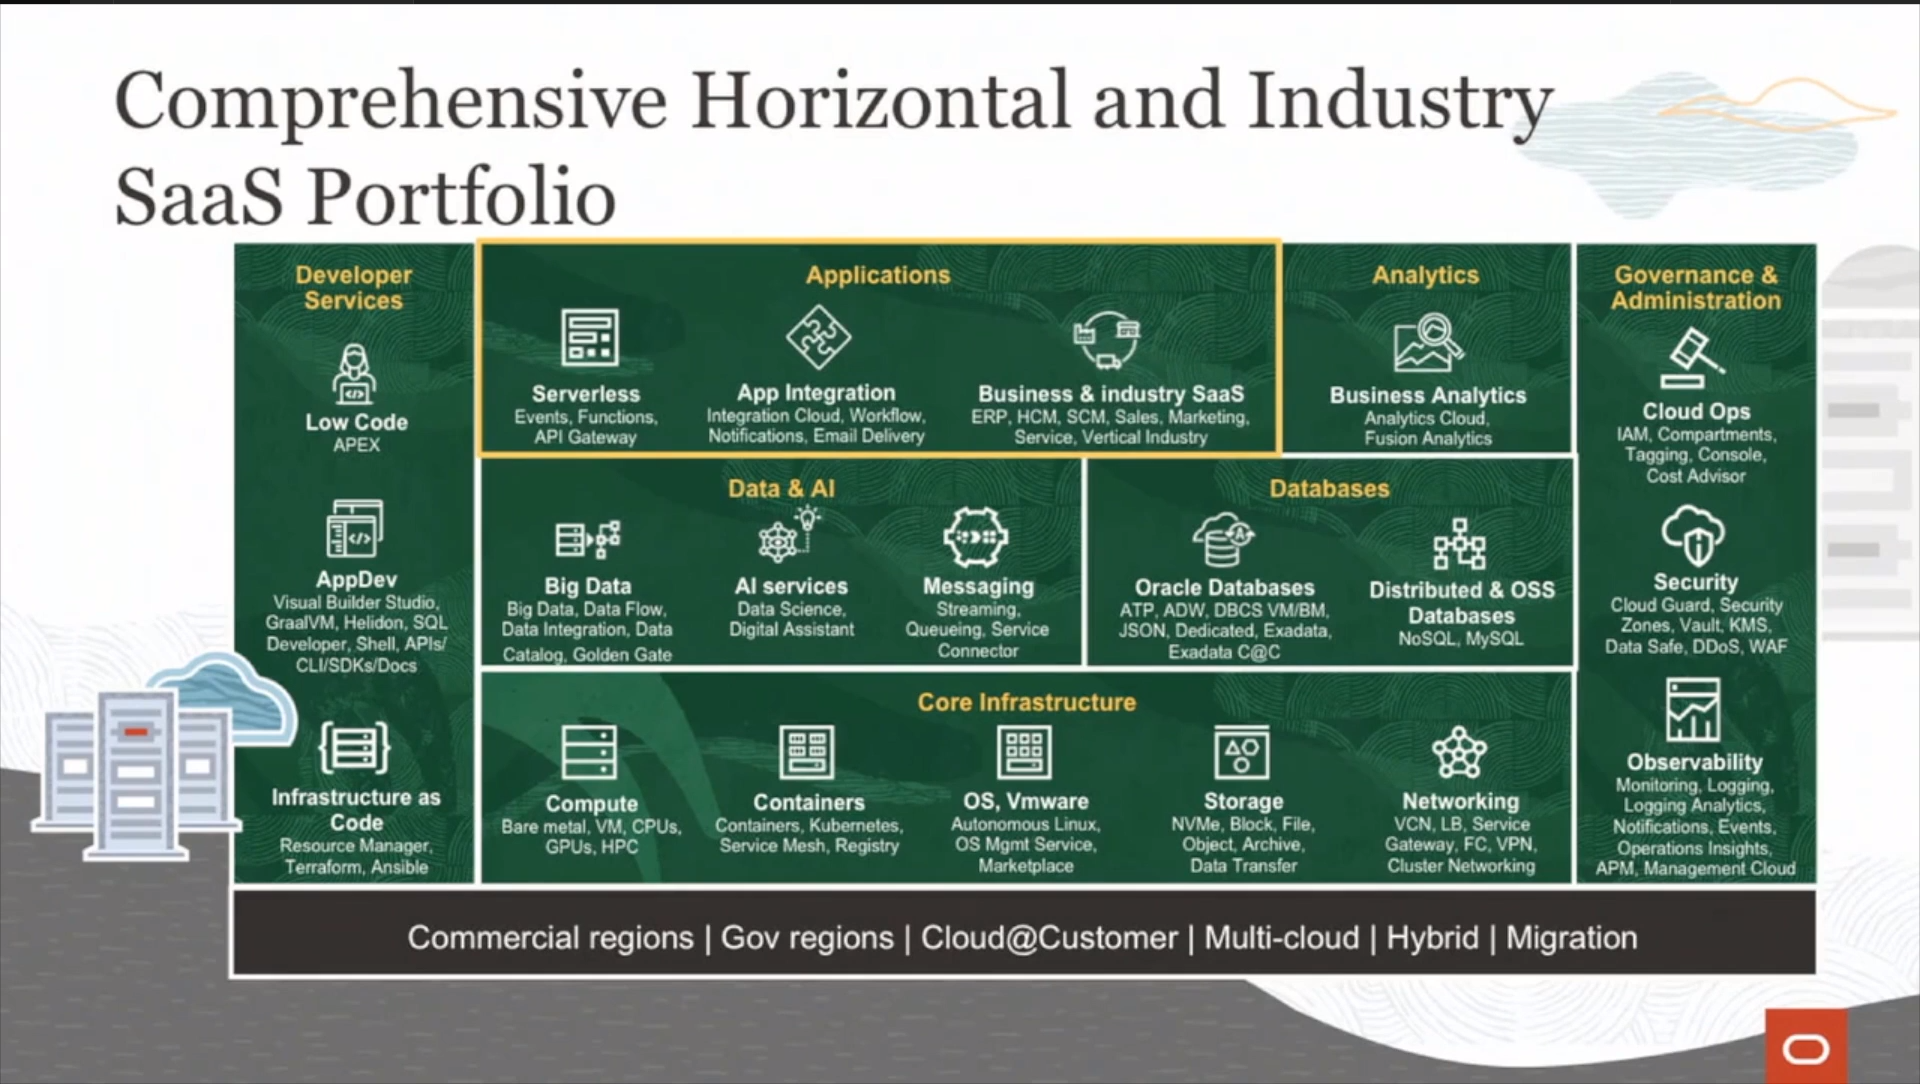 Comprehensive Horizontal and Industry
SaaS Portfolio
Developer
Services
Low Code
APEX
AppDev
Visual Builder Studio,
GraalVM, Helidon, SQL
Developer, Shell, APIs/
CLI/SDKs/Docs
Infrastructure as
Code
Resource Manager,
Terraform, Ansible
Applications
Serverless
Events, Functions,
API Gateway
App Integration
Integration Cloud, Workflow,
Notifications, Email Delivery
Business & industry SaaS
ERP, HCM, SCM, Sales, Marketing,
Service, Vertical Industry
Analytics
Business Analytics
Analytics Cloud,
Fusion Analytics
Data & AI
Big Data
Big Data, Data Flow,
Data Integration, Data
Catalog, Golden Gate
AI services
Data Science,
Digital Assistant
Messaging
Streaming,
Queueing, Service
Connector
Databases
Oracle Databases
ATP, ADW, DBCS VM/BM,
JSON, Dedicated, Exadata,
Exadata C@C
Distributed & OSS
Databases
NoSQL, MySQL
Core Infrastructure
Compute
Bare metal, VM, CPUs,
GPUs, HPC
Containers
Containers, Kubernetes,
Service Mesh, Registry
OS, Vmware
Autonomous Linux,
OS Mgmt Service,
Marketplace
Storage
NVMe, Block, File,
Object, Archive,
Data Transfer
Networking
VCN, LB, Service
Gateway, FC, VPN,
Cluster Networking
Governance &
Administration
Cloud Ops
IAM, Compartments,
Tagging, Console,
Cost Advisor
Security
Cloud Guard, Security
Zones, Vault, KMS,
Data Safe, DDoS, WAF
Observability
Monitoring, Logging,
Logging Analytics,
Notifications, Events,
Operations Insights,
APM, Management Cloud
Commercial regions | Gov regions | Cloud@Customer | Multi-cloud | Hybrid | Migration